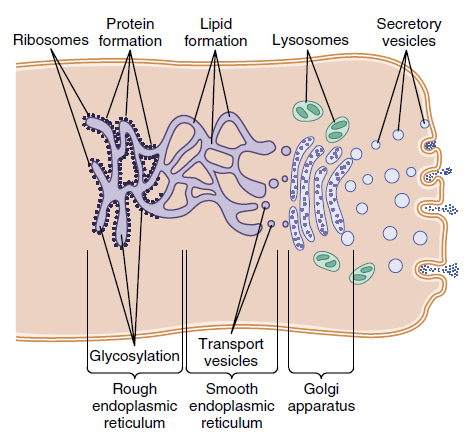 Ribosomes
Protein
formation
Lipid
formation
Lysosomes
Secretory
vesicles
Glycosylation
Transport
vesicles
Rough
endoplasmic
reticulum
Smooth
endoplasmic
reticulum
Golgi
apparatus